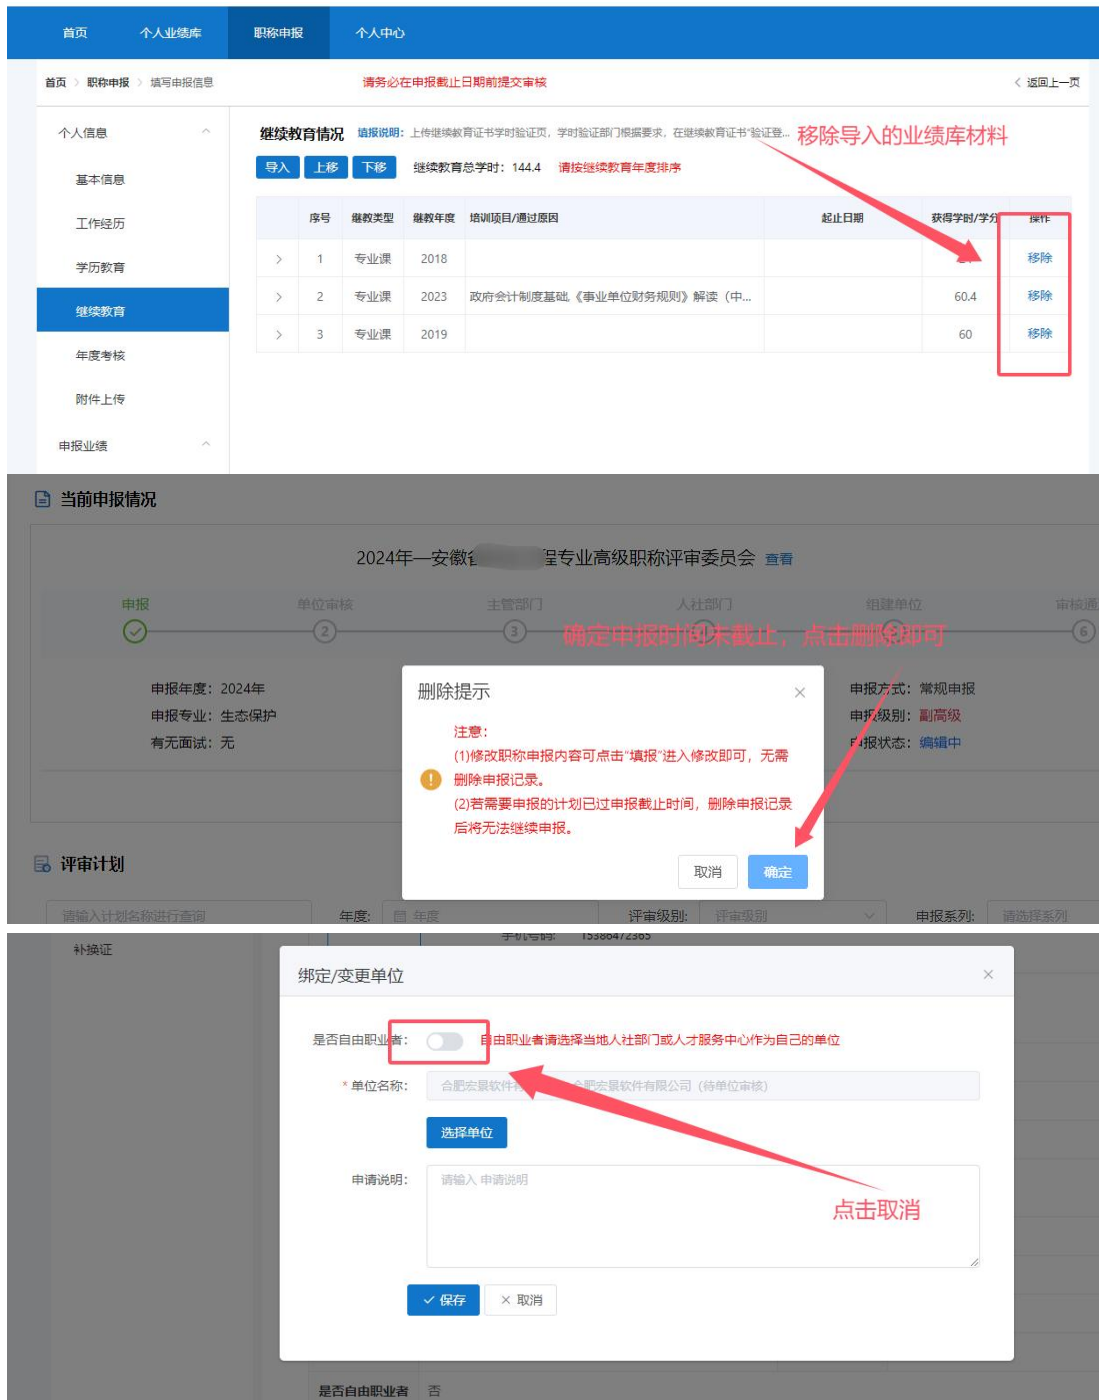 首页 个人业绩库 职称申报 个人中心
首页 > 职称申报 > 填写申报信息 请务必在申报截止日期前提交审核 < 返回上一页
个人信息
基本信息
工作经历
学历教育
继续教育
年度考核
附件上传
申报业绩
继续教育情况 填报说明：上传继续教育证书学时验证页，学时验证部门根据要求，在继续教育证书“验证登... 移除导入的业绩库材料
导入 上移 下移 继续教育总学时：144.4 请按继续教育年度排序
序号 继教类型 继教年度 培训项目/通过原因 起止日期 获得学时/学分 操作
> 1 专业课 2018 移除
> 2 专业课 2023 政府会计制度基础,《事业单位财务规则》解读（中... 60.4 移除
> 3 专业课 2019 60 移除
当前申报情况
2024年—安徽省 程专业高级职称评审委员会 查看
申报 单位审核 主管部门 人社部门 组建单位 审核通
2 3 6
确定申报时间未截止，点击删除即可
申报年度：2024年
申报专业：生态保护
有无面试：无
申报方式：常规申报
申报级别：副高级
申报状态：编辑中
删除提示 ×
注意：
(1)修改职称申报内容可点击“填报”进入修改即可，无需
删除申报记录。
(2)若需要申报的计划已过申报截止时间，删除申报记录
后将无法继续申报。
取消 确定
评审计划
请输入计划名称进行查询 年度: 年度 评审级别: 评审级别 申报系列: 请选择系列
补换证 手机号码: 15386472365
绑定/变更单位 ×
是否自由职业者： 自由职业者请选择当地人社部门或人才服务中心作为自己的单位
* 单位名称： 合肥宏景软件有 合肥宏景软件有限公司（待单位审核）
选择单位
申请说明： 请输入 申请说明
点击取消
✓ 保存 × 取消
是否自由职业者 否